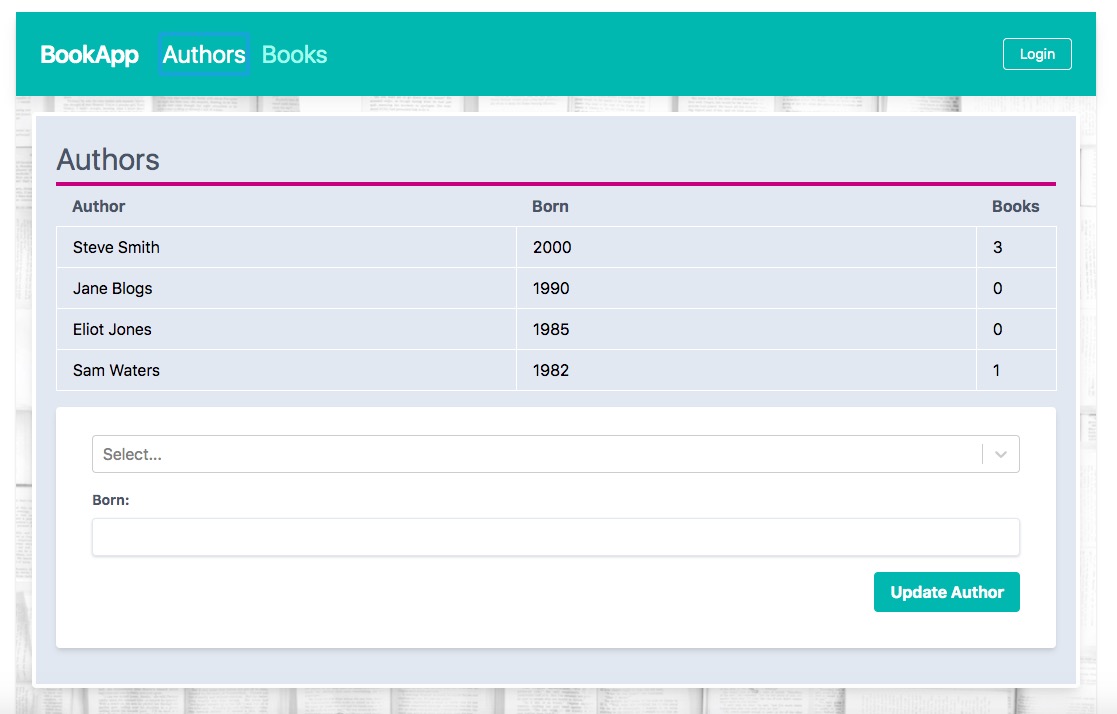 BookApp Authors Books Login
Authors
Author Born Books
Steve Smith 2000 3
Jane Blogs 1990 0
Eliot Jones 1985 0
Sam Waters 1982 1
Select...
Born:
Update Author